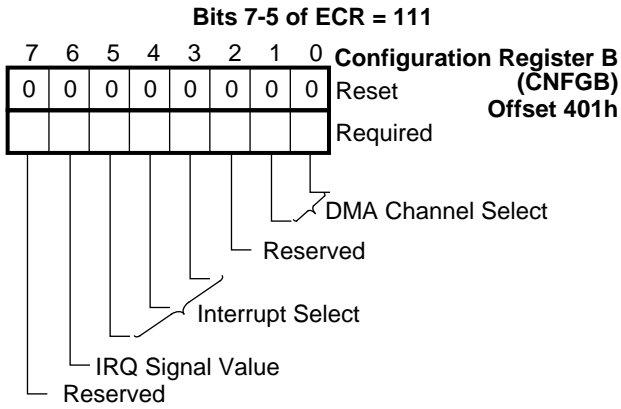 Bits 7-5 of ECR = 111
7 6 5 4 3 2 1 0 Configuration Register B
(CNFGB)
0 0 0 0 0 0 0 0 Reset
Offset 401h
Required
DMA Channel Select
Reserved
Interrupt Select
IRQ Signal Value
Reserved